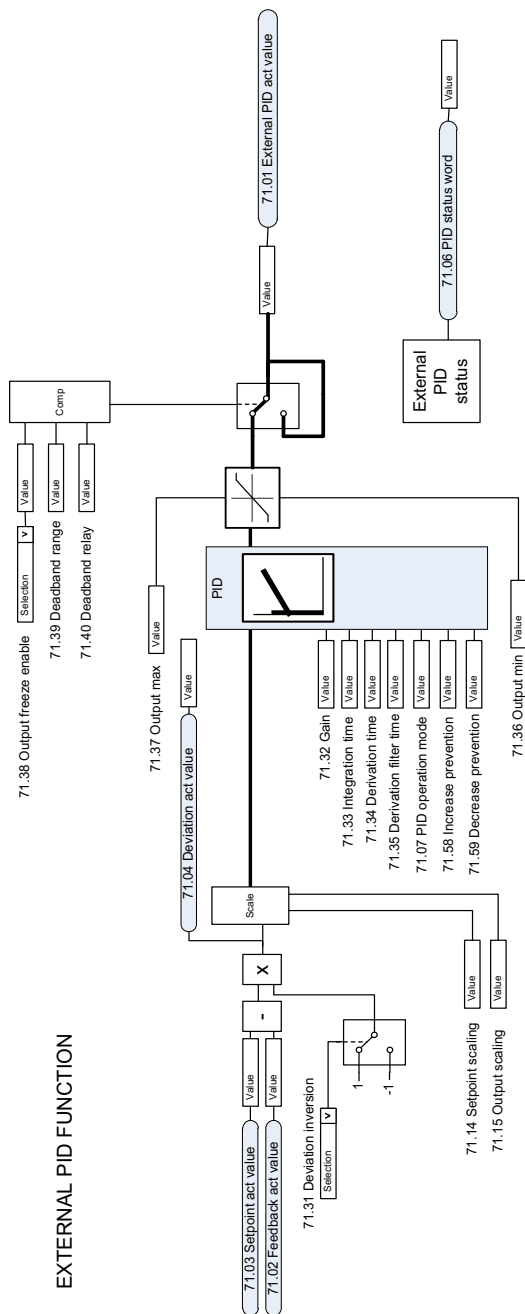 EXTERNAL PID FUNCTION
71.38 Output freeze enable
Selection
v
Value
71.39 Deadband range
Value
71.40 Deadband relay
Value
Comp
71.37 Output max
Value
71.04 Deviation act value
Value
71.03 Setpoint act value
Value
71.02 Feedback act value
Value
-
X
Scale
PID
Value
71.01 External PID act value
71.31 Deviation inversion
Selection
v
1
-1
71.32 Gain
Value
71.33 Integration time
Value
71.34 Derivation time
Value
71.35 Derivation filter time
Value
71.07 PID operation mode
Value
71.58 Increase prevention
Value
71.59 Decrease prevention
Value
71.14 Setpoint scaling
Value
71.15 Output scaling
Value
71.36 Output min
Value
External
PID
status
71.06 PID status word
Value